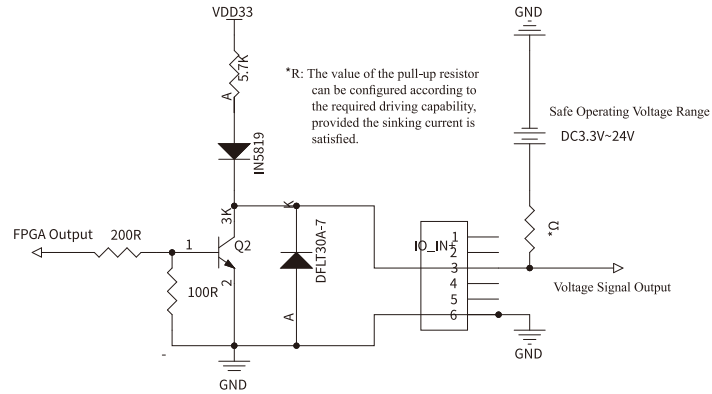 VDD33
GND
5.7K
A
*R: The value of the pull-up resistor
can be configured according to
the required driving capability,
provided the sinking current is
satisfied.
Safe Operating Voltage Range
DC3.3V~24V
IN5819
K
3K
*Ω
FPGA Output
200R
1
Q2
DFLT30A-7
IO_IN+
1
2
3
4
5
6
Voltage Signal Output
100R
2
A
-
GND
GND